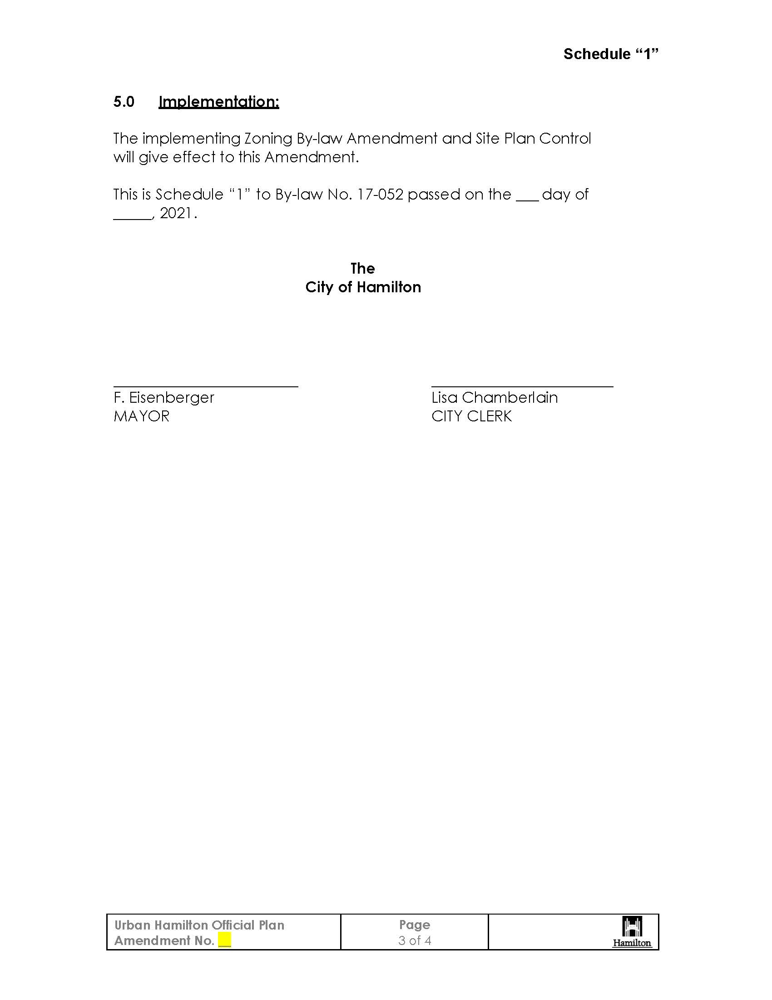 Schedule “1”
5.0 Implementation:
The implementing Zoning By-law Amendment and Site Plan Control
will give effect to this Amendment.
This is Schedule “1” to By-law No. 17-052 passed on the ___ day of
_____, 2021.
The
City of Hamilton
F. Eisenberger
MAYOR
Lisa Chamberlain
CITY CLERK
Urban Hamilton Official Plan
Amendment No. __
Page
3 of 4
Hamilton